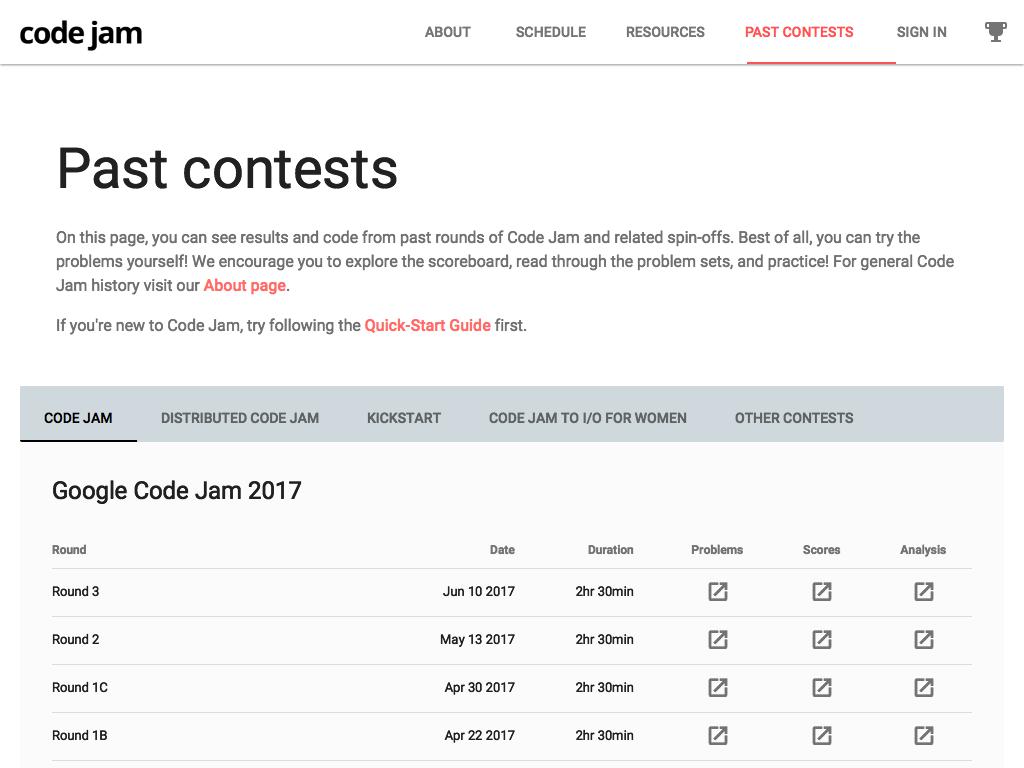 code jam ABOUT SCHEDULE RESOURCES PAST CONTESTS SIGN IN
Past contests
On this page, you can see results and code from past rounds of Code Jam and related spin-offs. Best of all, you can try the
problems yourself! We encourage you to explore the scoreboard, read through the problem sets, and practice! For general Code
Jam history visit our About page.
If you're new to Code Jam, try following the Quick-Start Guide first.
CODE JAM DISTRIBUTED CODE JAM KICKSTART CODE JAM TO I/O FOR WOMEN OTHER CONTESTS
Google Code Jam 2017
Round Date Duration Problems Scores Analysis
Round 3 Jun 10 2017 2hr 30min
Round 2 May 13 2017 2hr 30min
Round 1C Apr 30 2017 2hr 30min
Round 1B Apr 22 2017 2hr 30min